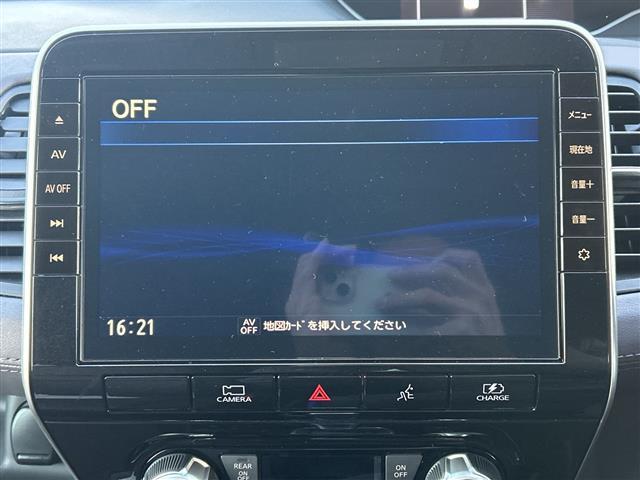 OFF
AV
AV OFF
メニュー
現在地
音量+
音量−
16:21
AV OFF 地図ｶｰﾄﾞを挿入してください
CAMERA
CHARGE
REAR
ON
OFF
ON
OFF